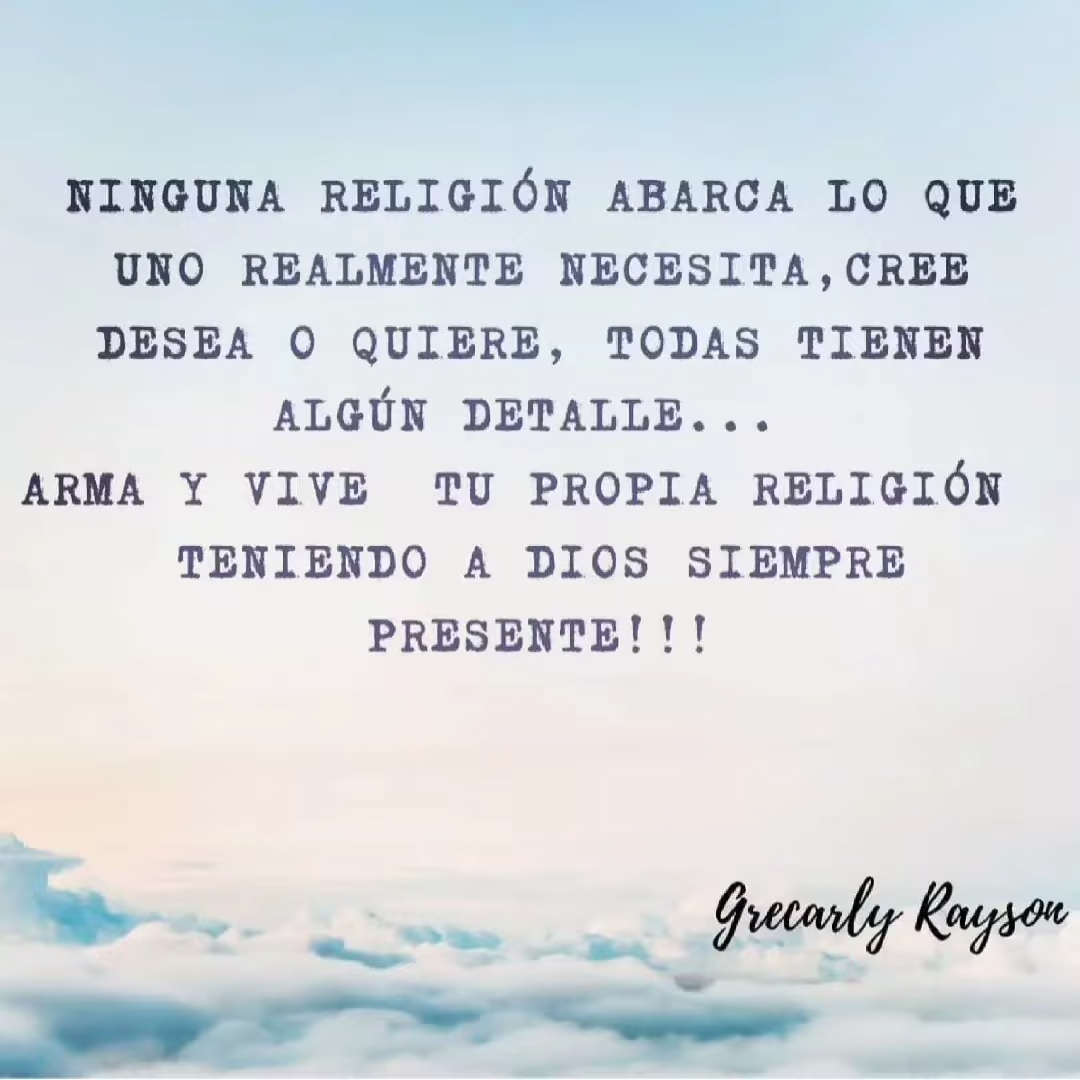 NINGUNA RELIGIÓN ABARCA LO QUE
UNO REALMENTE NECESITA,CREE
DESEA O QUIERE, TODAS TIENEN
ALGÚN DETALLE...
ARMA Y VIVE TU PROPIA RELIGIÓN
TENIENDO A DIOS SIEMPRE
PRESENTE!!!
Grecarly Rayson